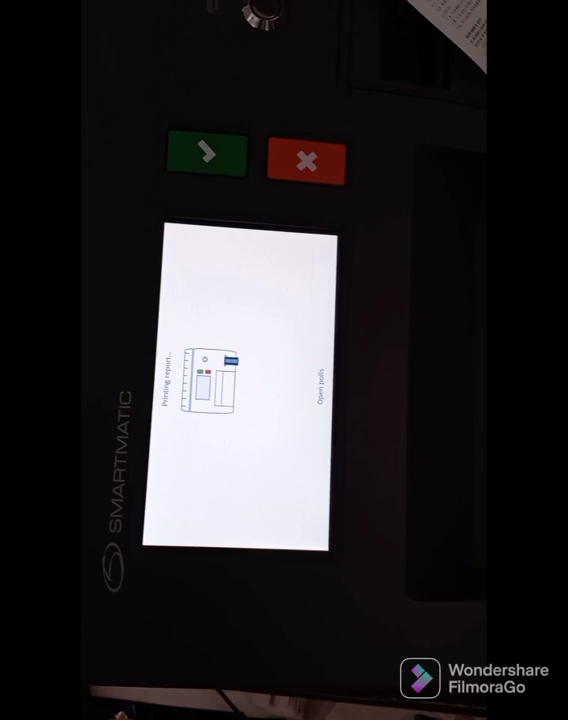 Printing report...
Open polls
SMARTMATIC
Wondershare
FilmoraGo